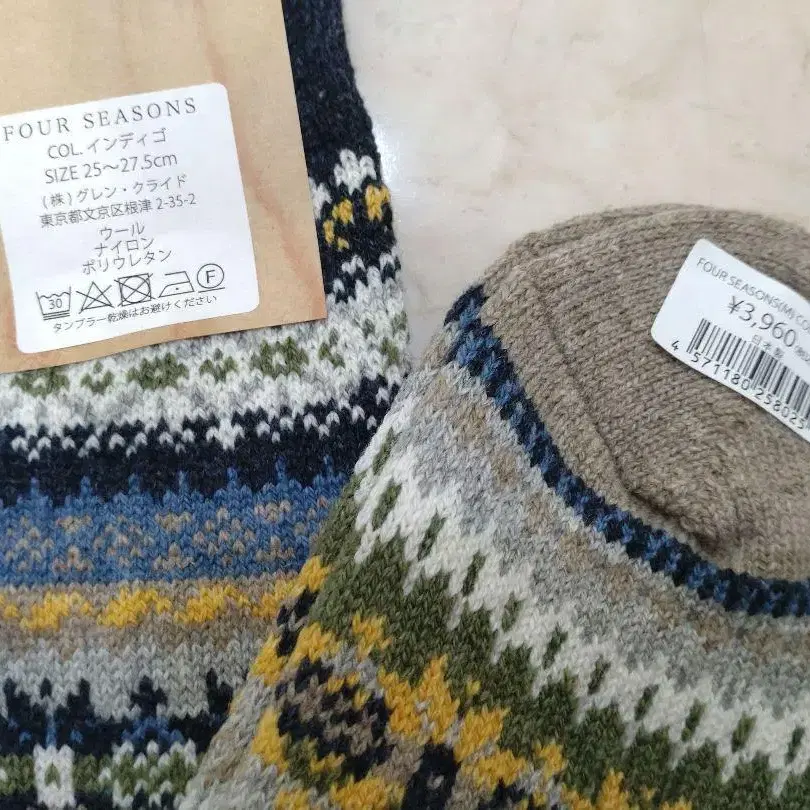 FOUR SEASONS
COL. インディゴ
SIZE 25～27.5cm
(株)グレン・クライド
東京都文京区根津 2-35-2
ウール
ナイロン
ポリウレタン
30
F
タンブラー乾燥はお避けください
FOUR SEASONS(M)
¥3,960
日本製
4 571180 258025